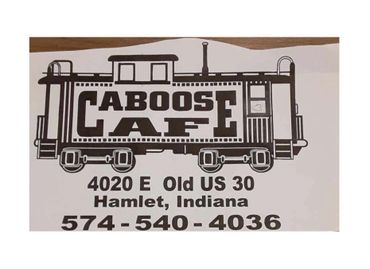 CABOOSE
CAFE
4020 E Old US 30
Hamlet, Indiana
574-540-4036